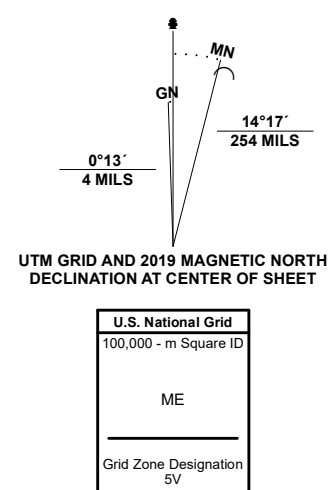 MN
GN
14°17´
254 MILS
0°13´
4 MILS
UTM GRID AND 2019 MAGNETIC NORTH
DECLINATION AT CENTER OF SHEET
U.S. National Grid
100,000 - m Square ID
ME
Grid Zone Designation
5V